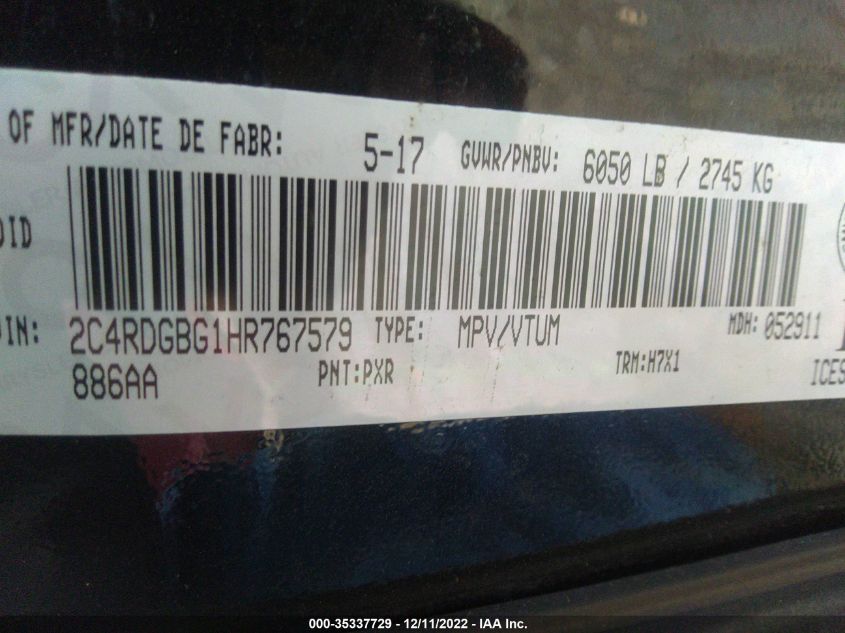 OF MFR/DATE DE FABR: 5-17 GVWR/PNBV: 6050 LB / 2745 KG
IN: 2C4RDGBG1HR767579 TYPE: MPV/VTUM MDH: 052911
886AA PNT:PXR TRM:H7X1 ICES
000-35337729 - 12/11/2022 - IAA Inc.